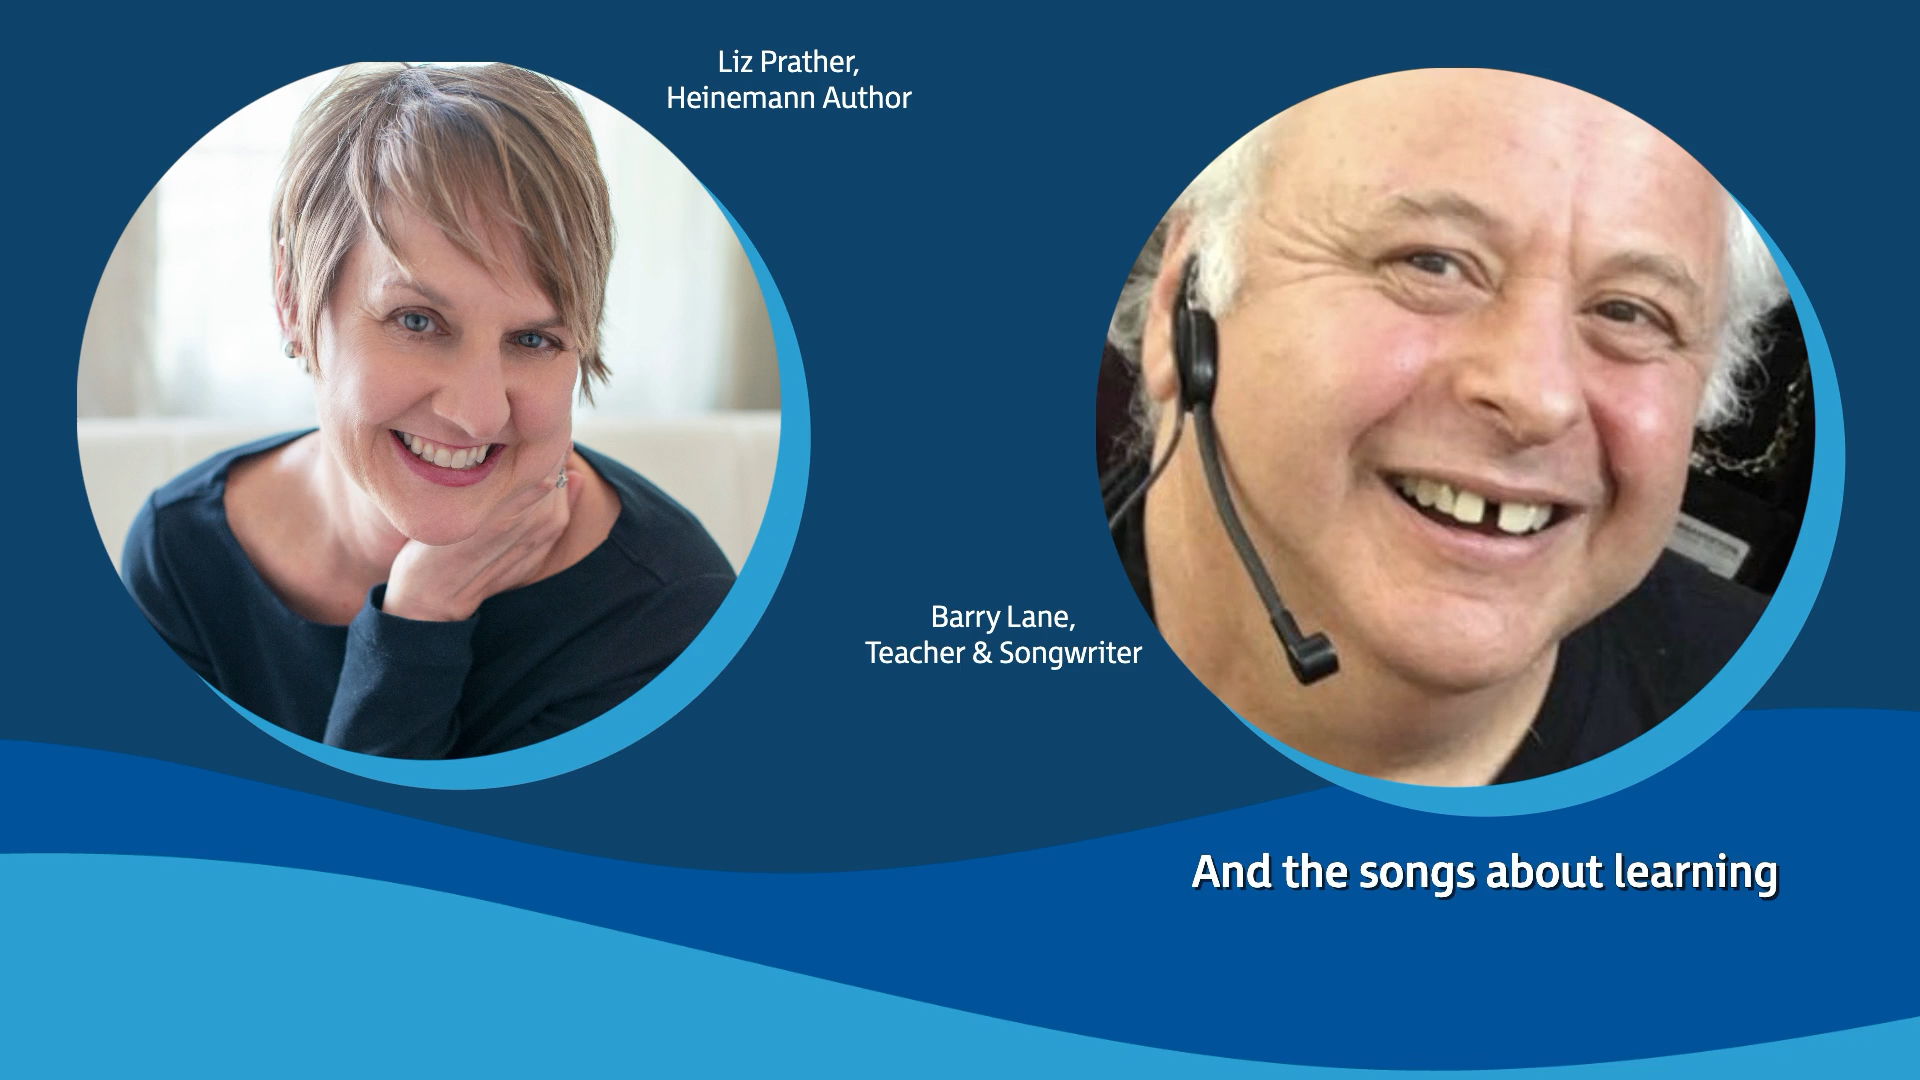 Liz Prather,
Heinemann Author
Barry Lane,
Teacher & Songwriter
And the songs about learning